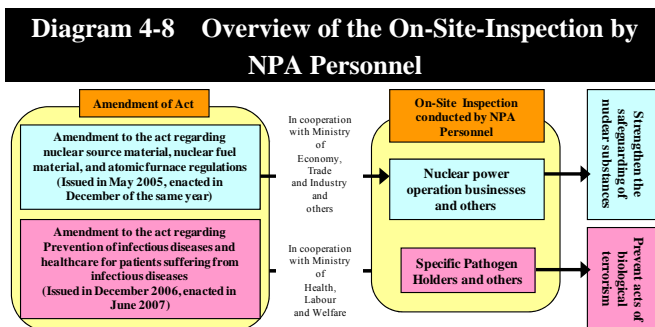 Diagram 4-8 Overview of the On-Site-Inspection by
NPA Personnel
Amendment of Act
Amendment to the act regarding
nuclear source material, nuclear fuel
material, and atomic furnace regulations
(Issued in May 2005, enacted in
December of the same year)
Amendment to the act regarding
Prevention of infectious diseases and
healthcare for patients suffering from
infectious diseases
(Issued in December 2006, enacted in
June 2007)
In cooperation
with Ministry
of
Economy,
Trade
and Industry
and
others
In cooperation
with Ministry
of
Health,
Labour
and Welfare
On-Site Inspection
conducted by NPA
Personnel
Nuclear power
operation businesses
and others
Specific Pathogen
Holders and others
Strengthen the
safeguarding of
nuclear substances
Prevent acts of
biological
terrorism